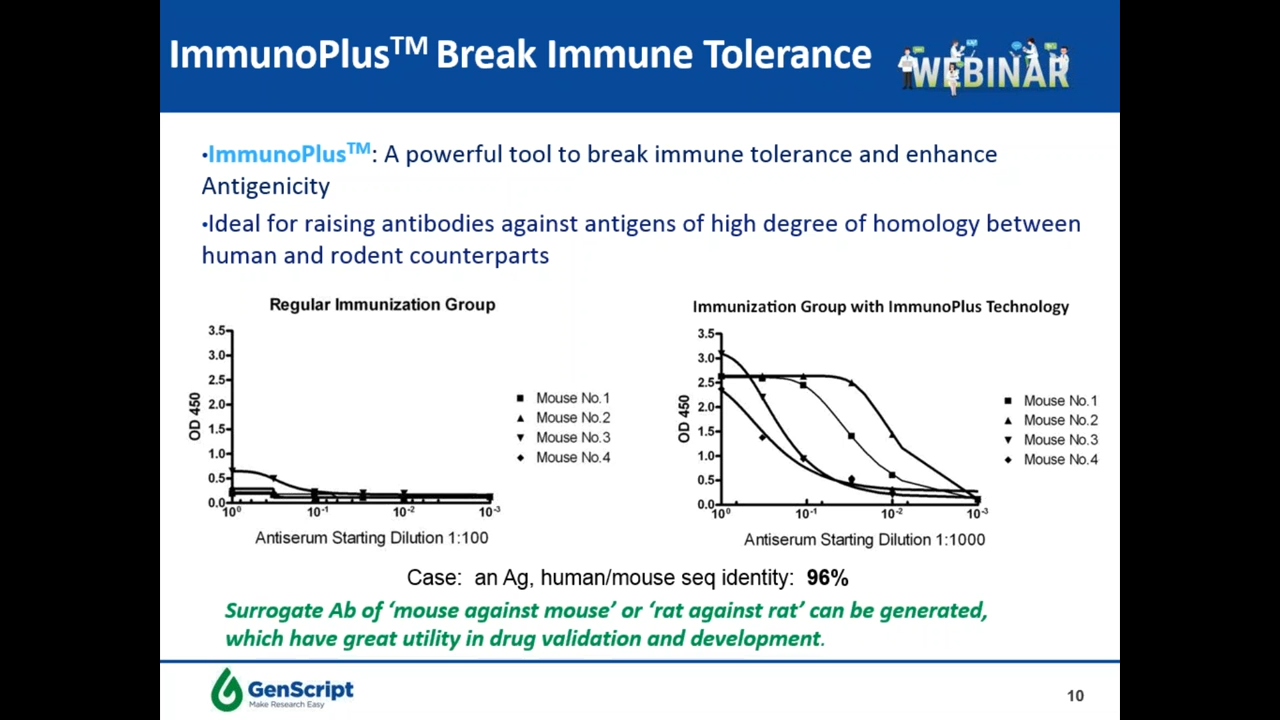 ImmunoPlus™ Break Immune Tolerance
WEBINAR
•ImmunoPlus™: A powerful tool to break immune tolerance and enhance
Antigenicity
•Ideal for raising antibodies against antigens of high degree of homology between
human and rodent counterparts
Regular Immunization Group
3.5
3.0
2.5
2.0
1.5
1.0
0.5
0.0
OD 450
10⁰
10⁻¹
10⁻²
10⁻³
Mouse No.1
Mouse No.2
Mouse No.3
Mouse No.4
Antiserum Starting Dilution 1:100
Immunization Group with ImmunoPlus Technology
3.5
3.0
2.5
2.0
1.5
1.0
0.5
0.0
OD 450
10⁰
10⁻¹
10⁻²
10⁻³
Mouse No.1
Mouse No.2
Mouse No.3
Mouse No.4
Antiserum Starting Dilution 1:1000
Case: an Ag, human/mouse seq identity: 96%
Surrogate Ab of ‘mouse against mouse’ or ‘rat against rat’ can be generated,
which have great utility in drug validation and development.
GenScript
Make Research Easy
10